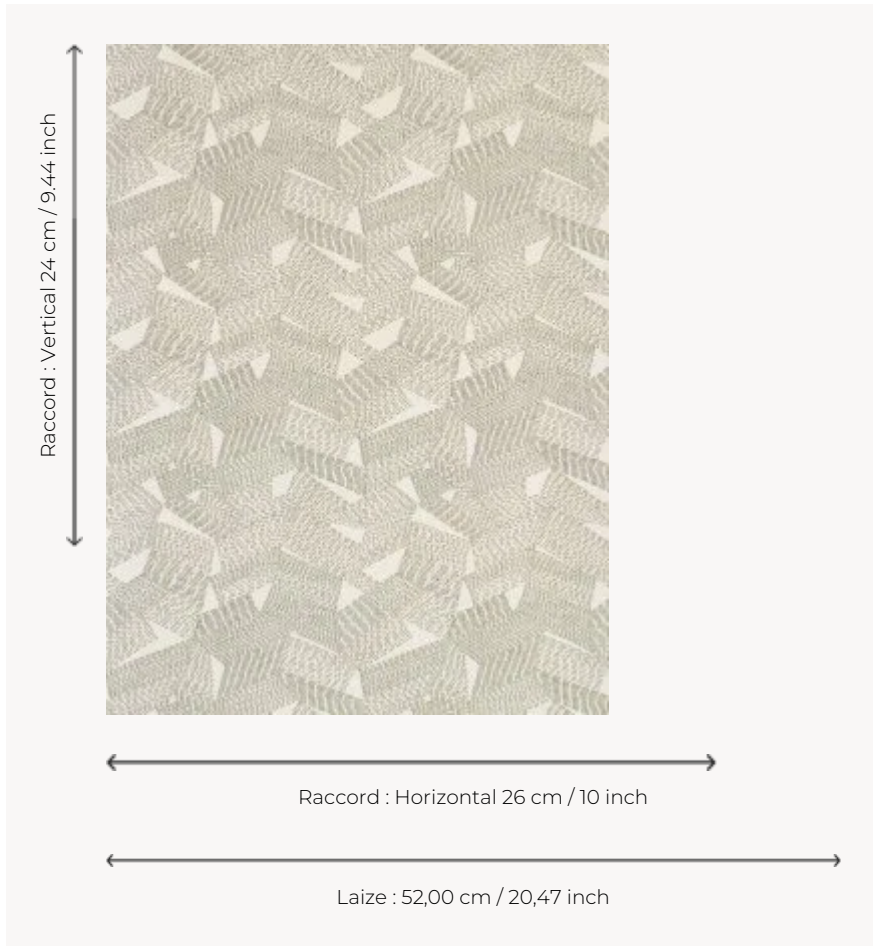 Raccord : Vertical 24 cm / 9.44 inch
Raccord : Horizontal 26 cm / 10 inch
Laize : 52,00 cm / 20,47 inch